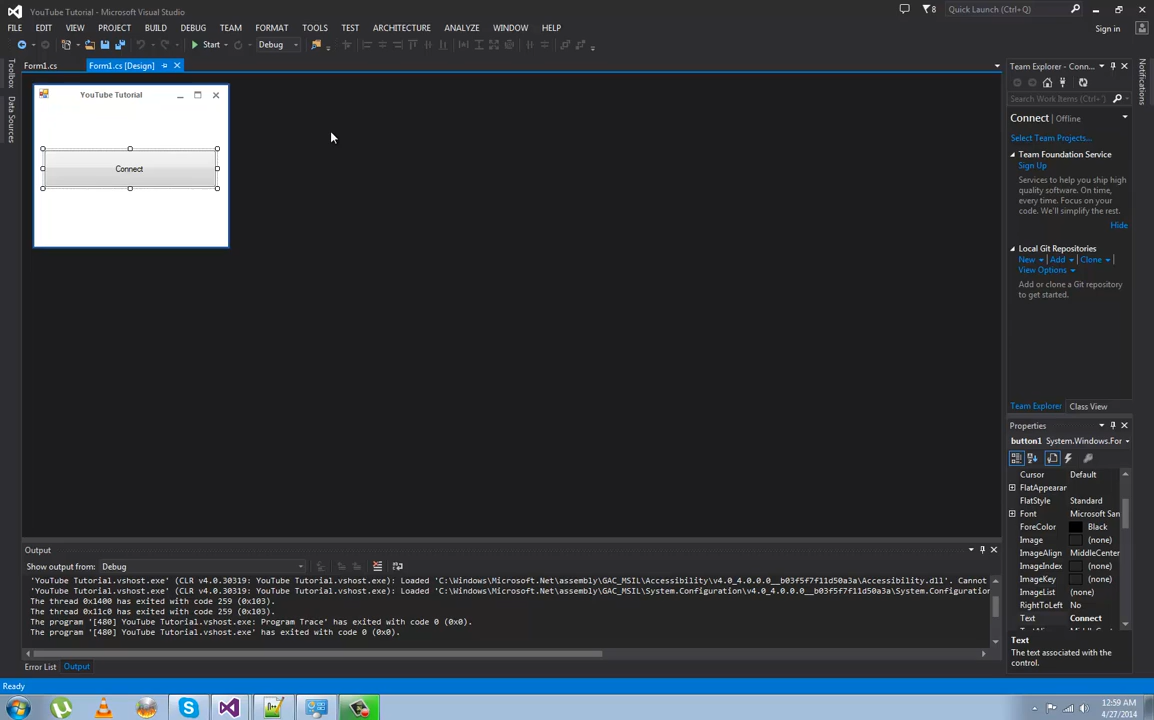 YouTube Tutorial - Microsoft Visual Studio
8
Quick Launch (Ctrl+Q)
FILE EDIT VIEW PROJECT BUILD DEBUG TEAM FORMAT TOOLS TEST ARCHITECTURE ANALYZE WINDOW HELP
Sign in
Start Debug
Form1.cs Form1.cs [Design]
Toolbox
Data Sources
YouTube Tutorial
Connect
Team Explorer - Conn...
Search Work Items (Ctrl+')
Connect | Offline
Select Team Projects...
Team Foundation Service
Sign Up
Services to help you ship high
quality software. On time,
every time. Focus on your
code. We'll simplify the rest.
Hide
Local Git Repositories
New | Add | Clone |
View Options
Add or clone a Git repository
to get started.
Team Explorer Class View
Notifications
Properties
button1 System.Windows.For
Cursor Default
FlatAppearar
FlatStyle Standard
Font Microsoft San
ForeColor Black
Image (none)
ImageAlign MiddleCenter
ImageIndex (none)
ImageKey (none)
ImageList (none)
RightToLeft No
Text Connect
Text
The text associated with the
control.
Output
Show output from: Debug
'YouTube Tutorial.vshost.exe' (CLR v4.0.30319: YouTube Tutorial.vshost.exe): Loaded 'C:\Windows\Microsoft.Net\assembly\GAC_MSIL\Accessibility\v4.0_4.0.0.0__b03f5f7f11d50a3a\Accessibility.dll'. Cannot
'YouTube Tutorial.vshost.exe' (CLR v4.0.30319: YouTube Tutorial.vshost.exe): Loaded 'C:\Windows\Microsoft.Net\assembly\GAC_MSIL\System.Configuration\v4.0_4.0.0.0__b03f5f7f11d50a3a\System.Configuration
The thread 0x1400 has exited with code 259 (0x103).
The thread 0x11c0 has exited with code 259 (0x103).
The program '[480] YouTube Tutorial.vshost.exe: Program Trace' has exited with code 0 (0x0).
The program '[480] YouTube Tutorial.vshost.exe' has exited with code 0 (0x0).
Error List Output
Ready
12:59 AM
4/27/2014